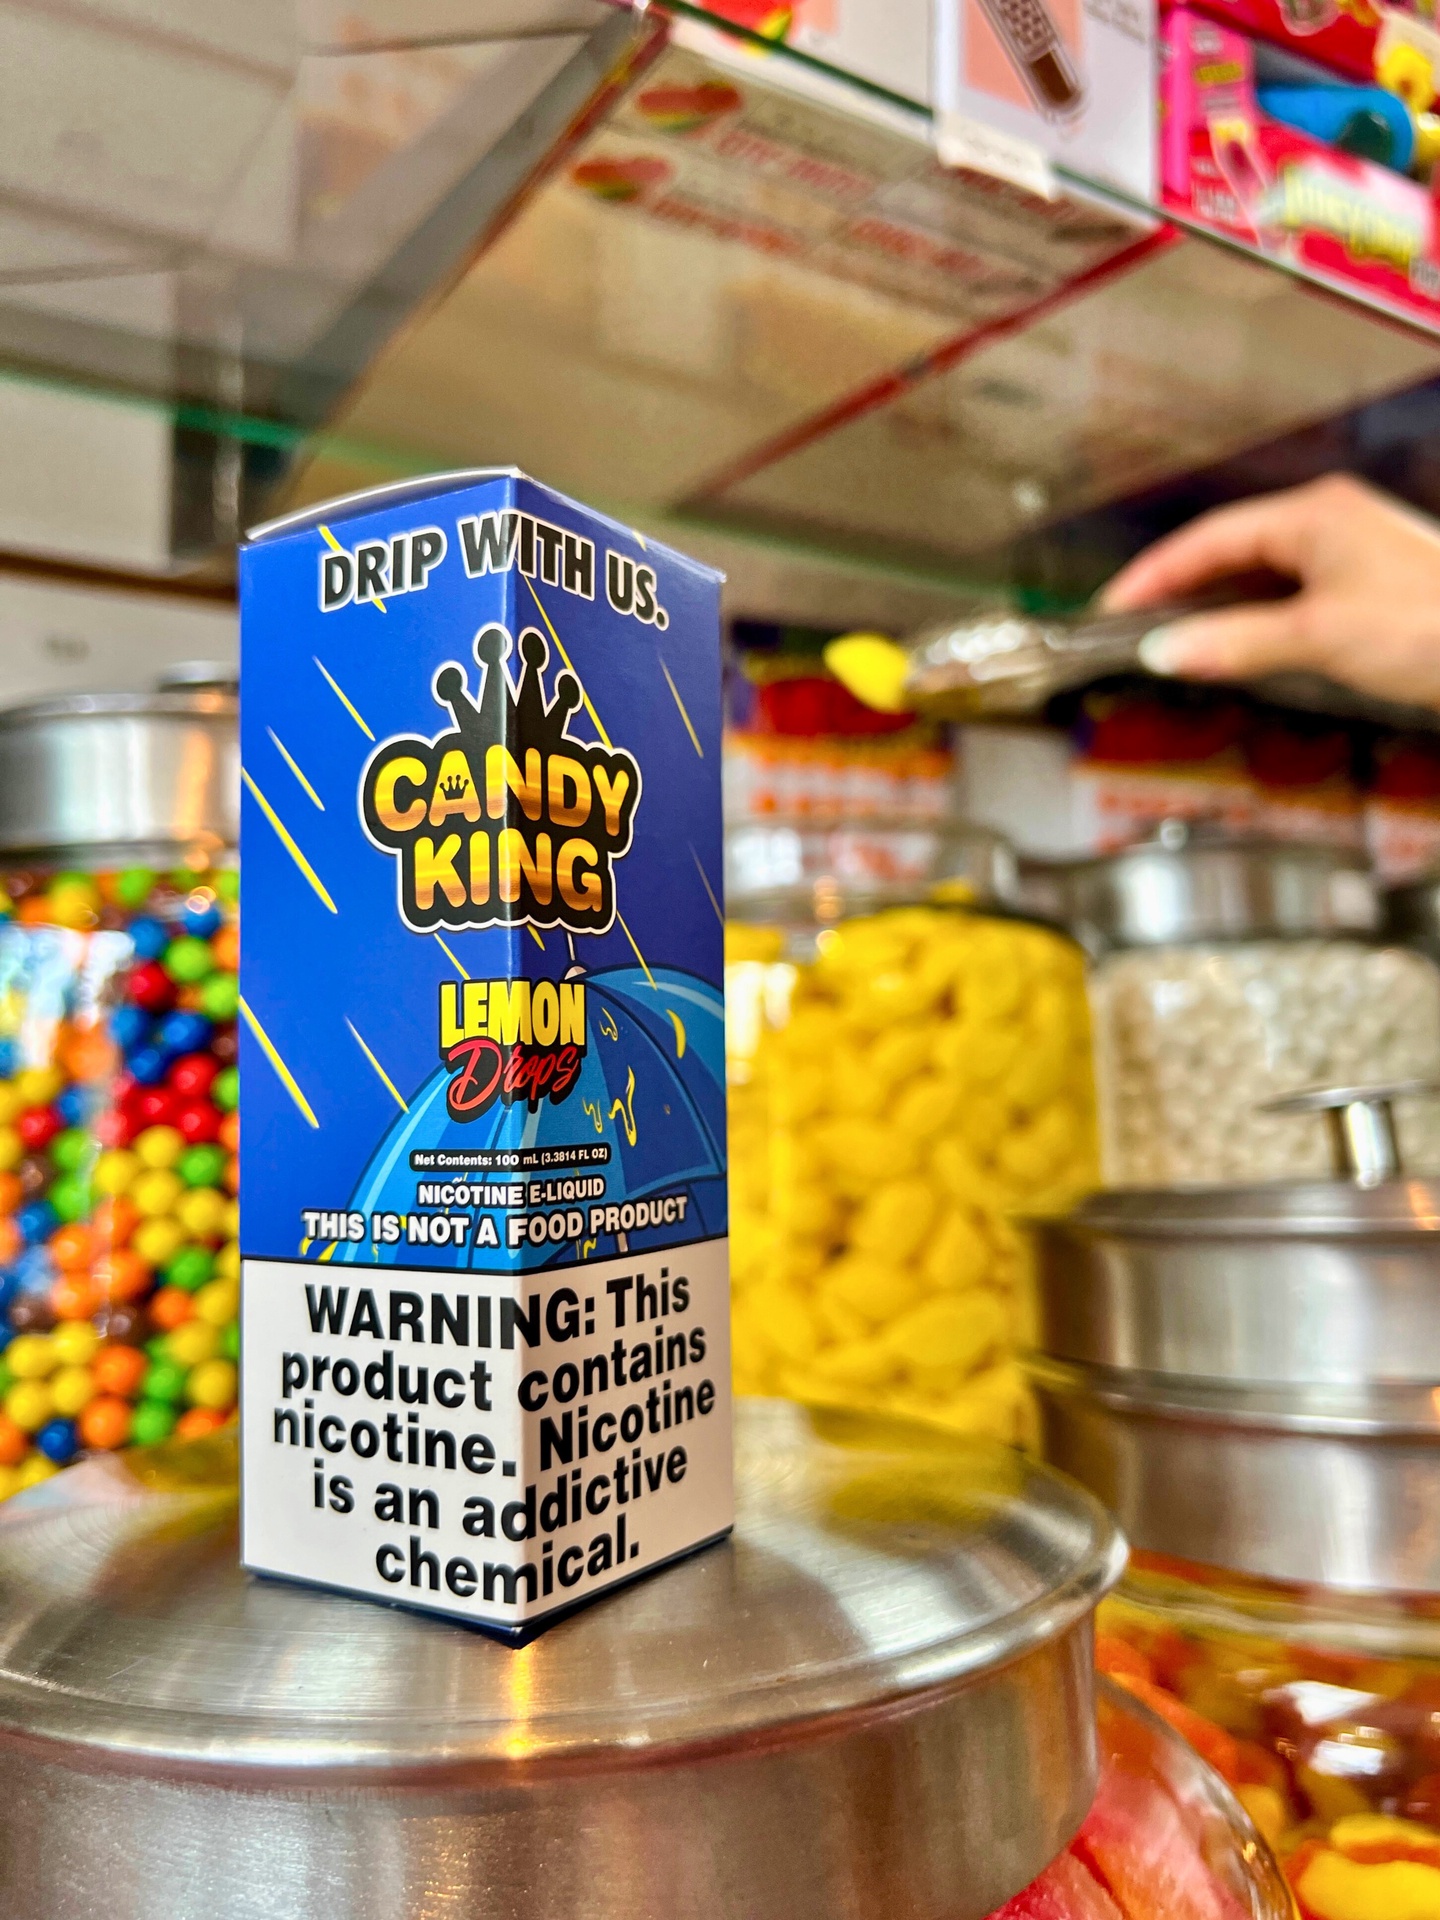 DRIP WITH US.
CANDY
KING
LEMON
Drops
Net Contents: 100 mL (3.3814 FL OZ)
NICOTINE E-LIQUID
THIS IS NOT A FOOD PRODUCT
WARNING: This
product contains
nicotine. Nicotine
is an addictive
chemical.